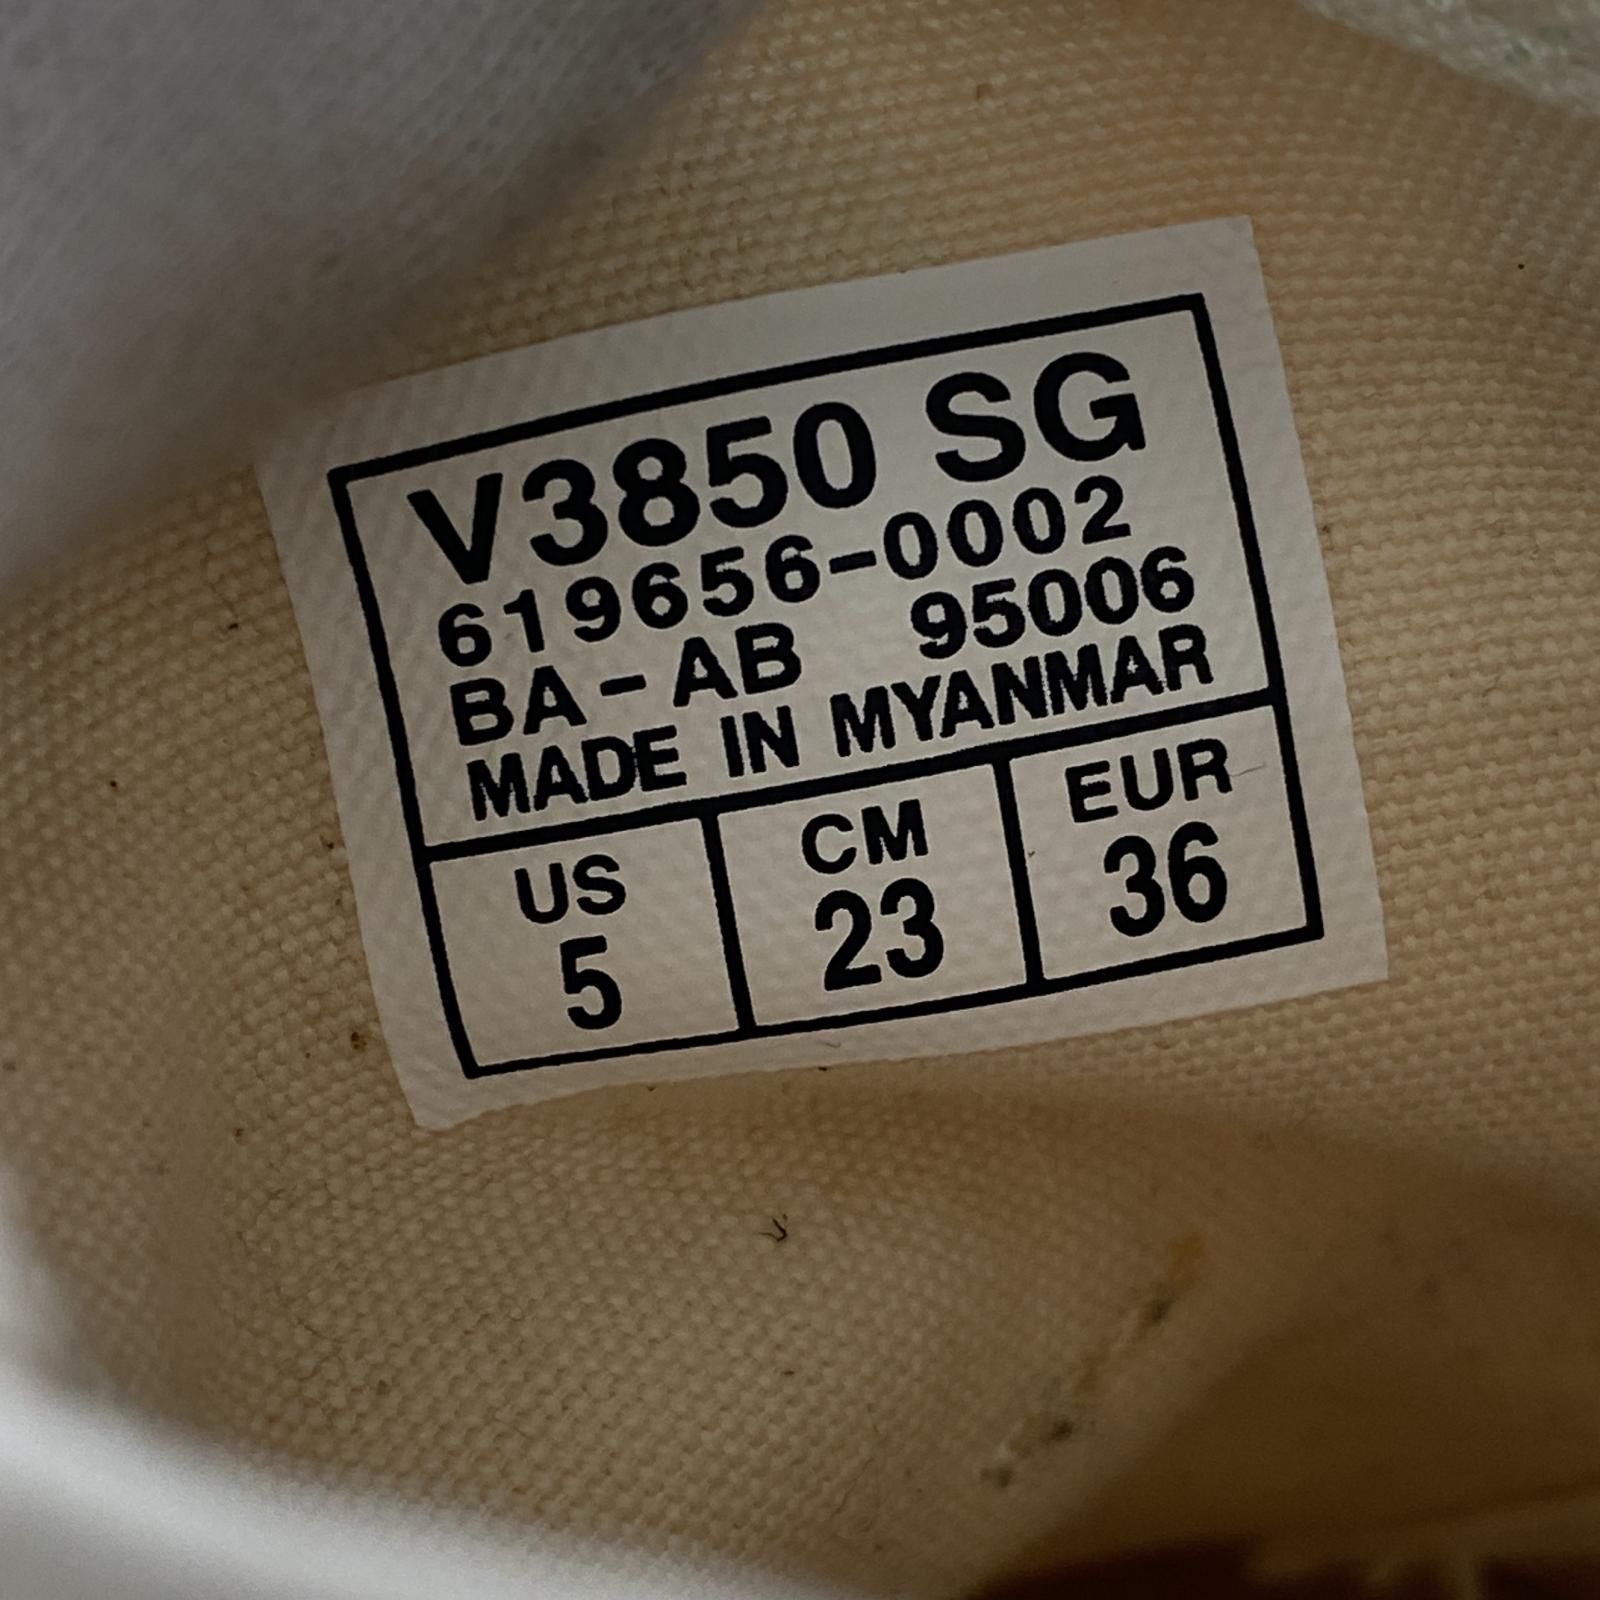 V3850 SG
619656-0002
BA-AB 95006
MADE IN MYANMAR
US CM EUR
5 23 36